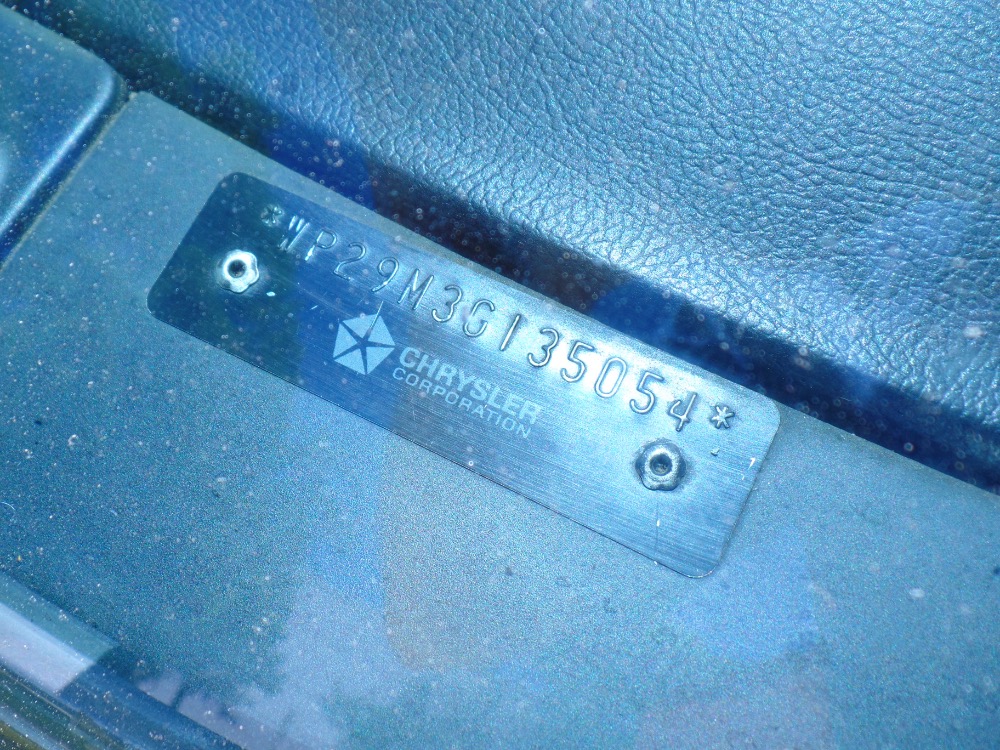 *WP29M3G135054*
CHRYSLER
CORPORATION